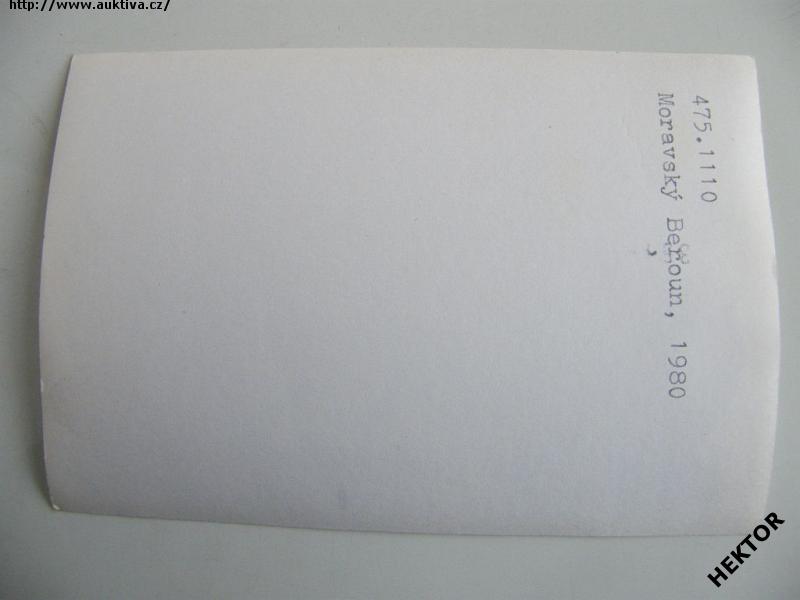 http://www.auktiva.cz/
475.1110
Moravský Beroun, 1980
HEKTOR